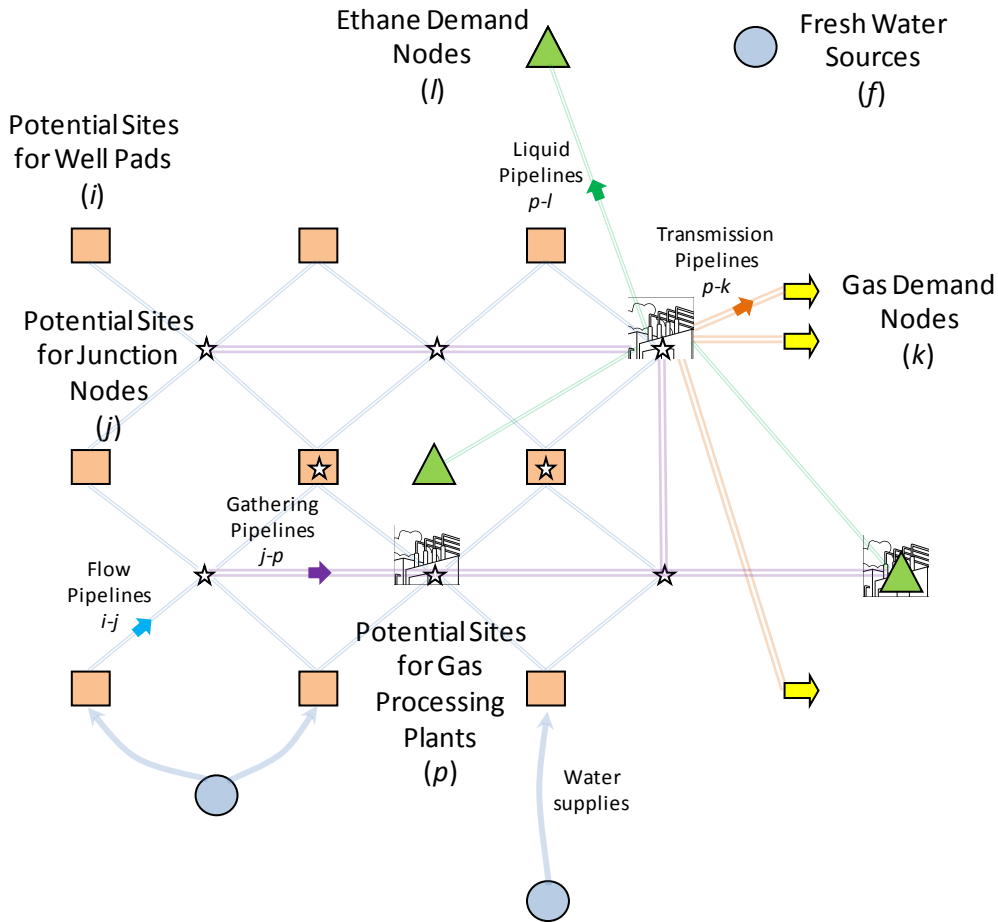 Ethane Demand
Nodes
(l)
Fresh Water
Sources
(f)
Potential Sites
for Well Pads
(i)
Liquid
Pipelines
p-l
Transmission
Pipelines
p-k
Gas Demand
Nodes
(k)
Potential Sites
for Junction
Nodes
(j)
Gathering
Pipelines
j-p
Flow
Pipelines
i-j
Potential Sites
for Gas
Processing
Plants
(p)
Water
supplies